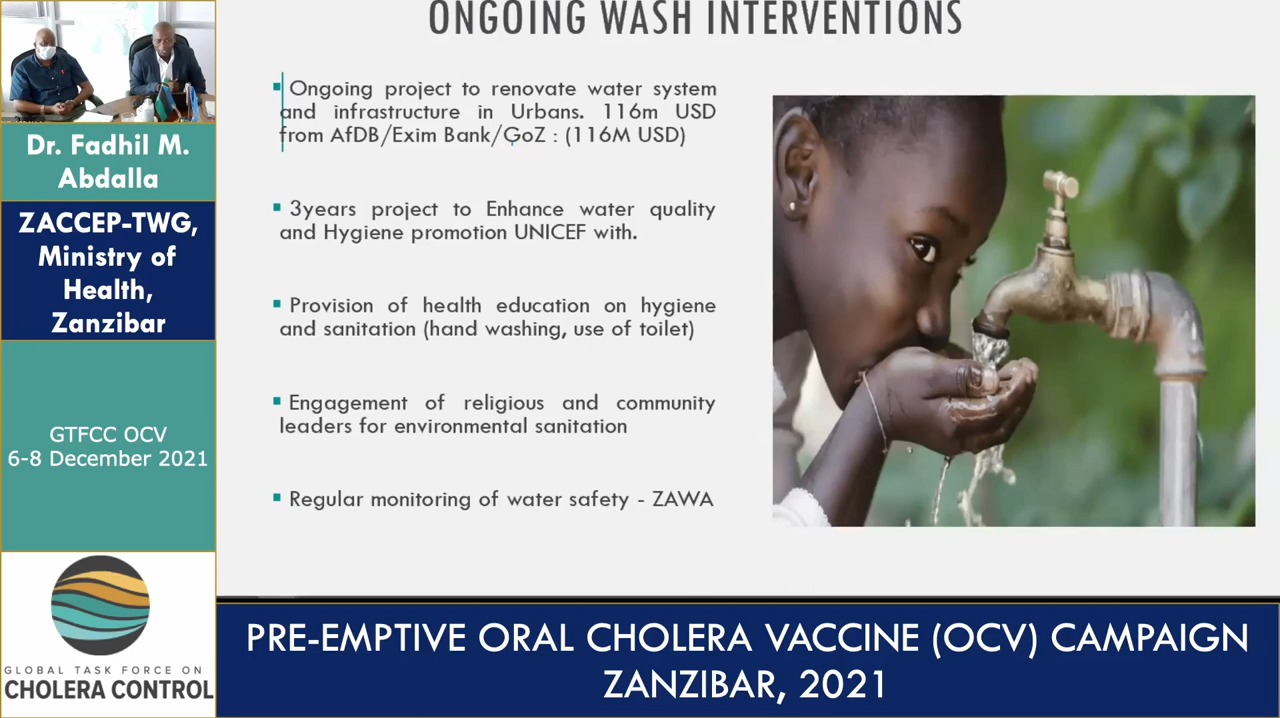 ONGOING WASH INTERVENTIONS
Ongoing project to renovate water system
and infrastructure in Urbans. 116m USD
from AfDB/Exim Bank/GoZ : (116M USD)
3years project to Enhance water quality
and Hygiene promotion UNICEF with.
Provision of health education on hygiene
and sanitation (hand washing, use of toilet)
Engagement of religious and community
leaders for environmental sanitation
Regular monitoring of water safety - ZAWA
Dr. Fadhil M.
Abdalla
ZACCEP-TWG,
Ministry of
Health,
Zanzibar
GTFCC OCV
6-8 December 2021
GLOBAL TASK FORCE ON
CHOLERA CONTROL
PRE-EMPTIVE ORAL CHOLERA VACCINE (OCV) CAMPAIGN
ZANZIBAR, 2021